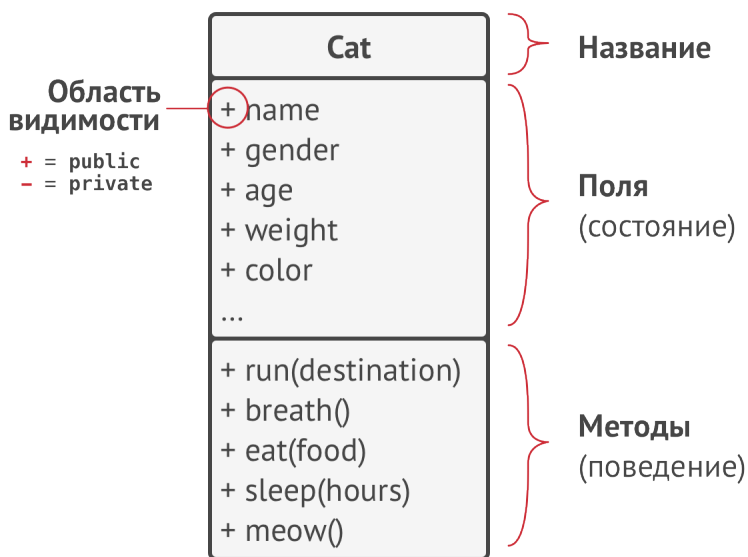 Cat
Название
Область
видимости
+ = public
− = private
+ name
+ gender
+ age
+ weight
+ color
...
Поля
(состояние)
+ run(destination)
+ breath()
+ eat(food)
+ sleep(hours)
+ meow()
Методы
(поведение)